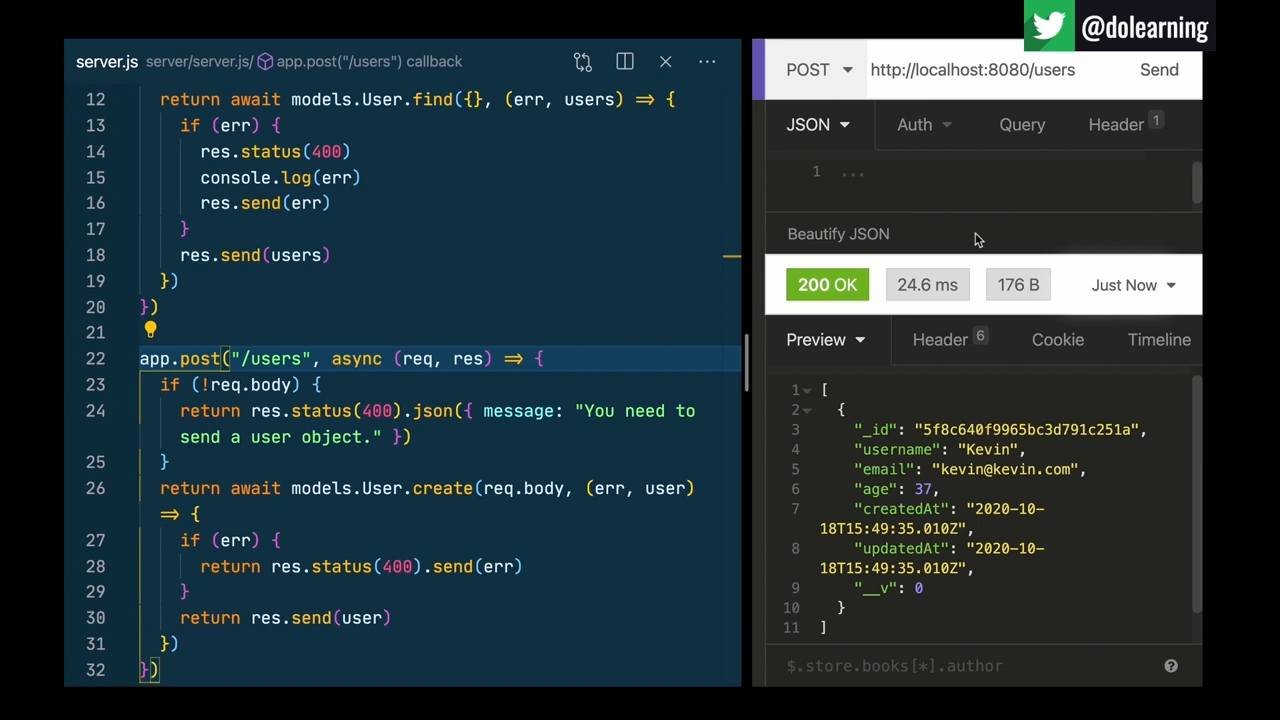 @dolearning
server.js server/server.js/ app.post("/users") callback
12 return await models.User.find({}, (err, users) => {
13 if (err) {
14 res.status(400)
15 console.log(err)
16 res.send(err)
17 }
18 res.send(users)
19 })
20 })
21
22 app.post("/users", async (req, res) => {
23 if (!req.body) {
24 return res.status(400).json({ message: "You need to
send a user object." })
25 }
26 return await models.User.create(req.body, (err, user)
=> {
27 if (err) {
28 return res.status(400).send(err)
29 }
30 return res.send(user)
31 })
32 })
POST http://localhost:8080/users Send
JSON Auth Query Header 1
1 ...
Beautify JSON
200 OK 24.6 ms 176 B Just Now
Preview Header 6 Cookie Timeline
1 [
2 {
3 "_id": "5f8c640f9965bc3d791c251a",
4 "username": "Kevin",
5 "email": "kevin@kevin.com",
6 "age": 37,
7 "createdAt": "2020-10-
18T15:49:35.010Z",
8 "updatedAt": "2020-10-
18T15:49:35.010Z",
9 "__v": 0
10 }
11 ]
$.store.books[*].author